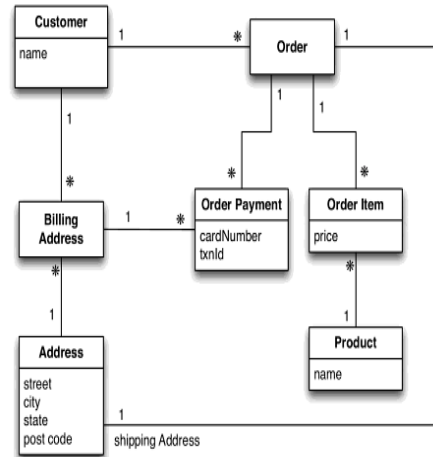 Customer
name
1
*
Order
1
1
*
1
1
*
*
Billing
Address
1
*
Order Payment
cardNumber
txnId
Order Item
price
*
1
*
1
Address
street
city
state
post code
Product
name
1
shipping Address